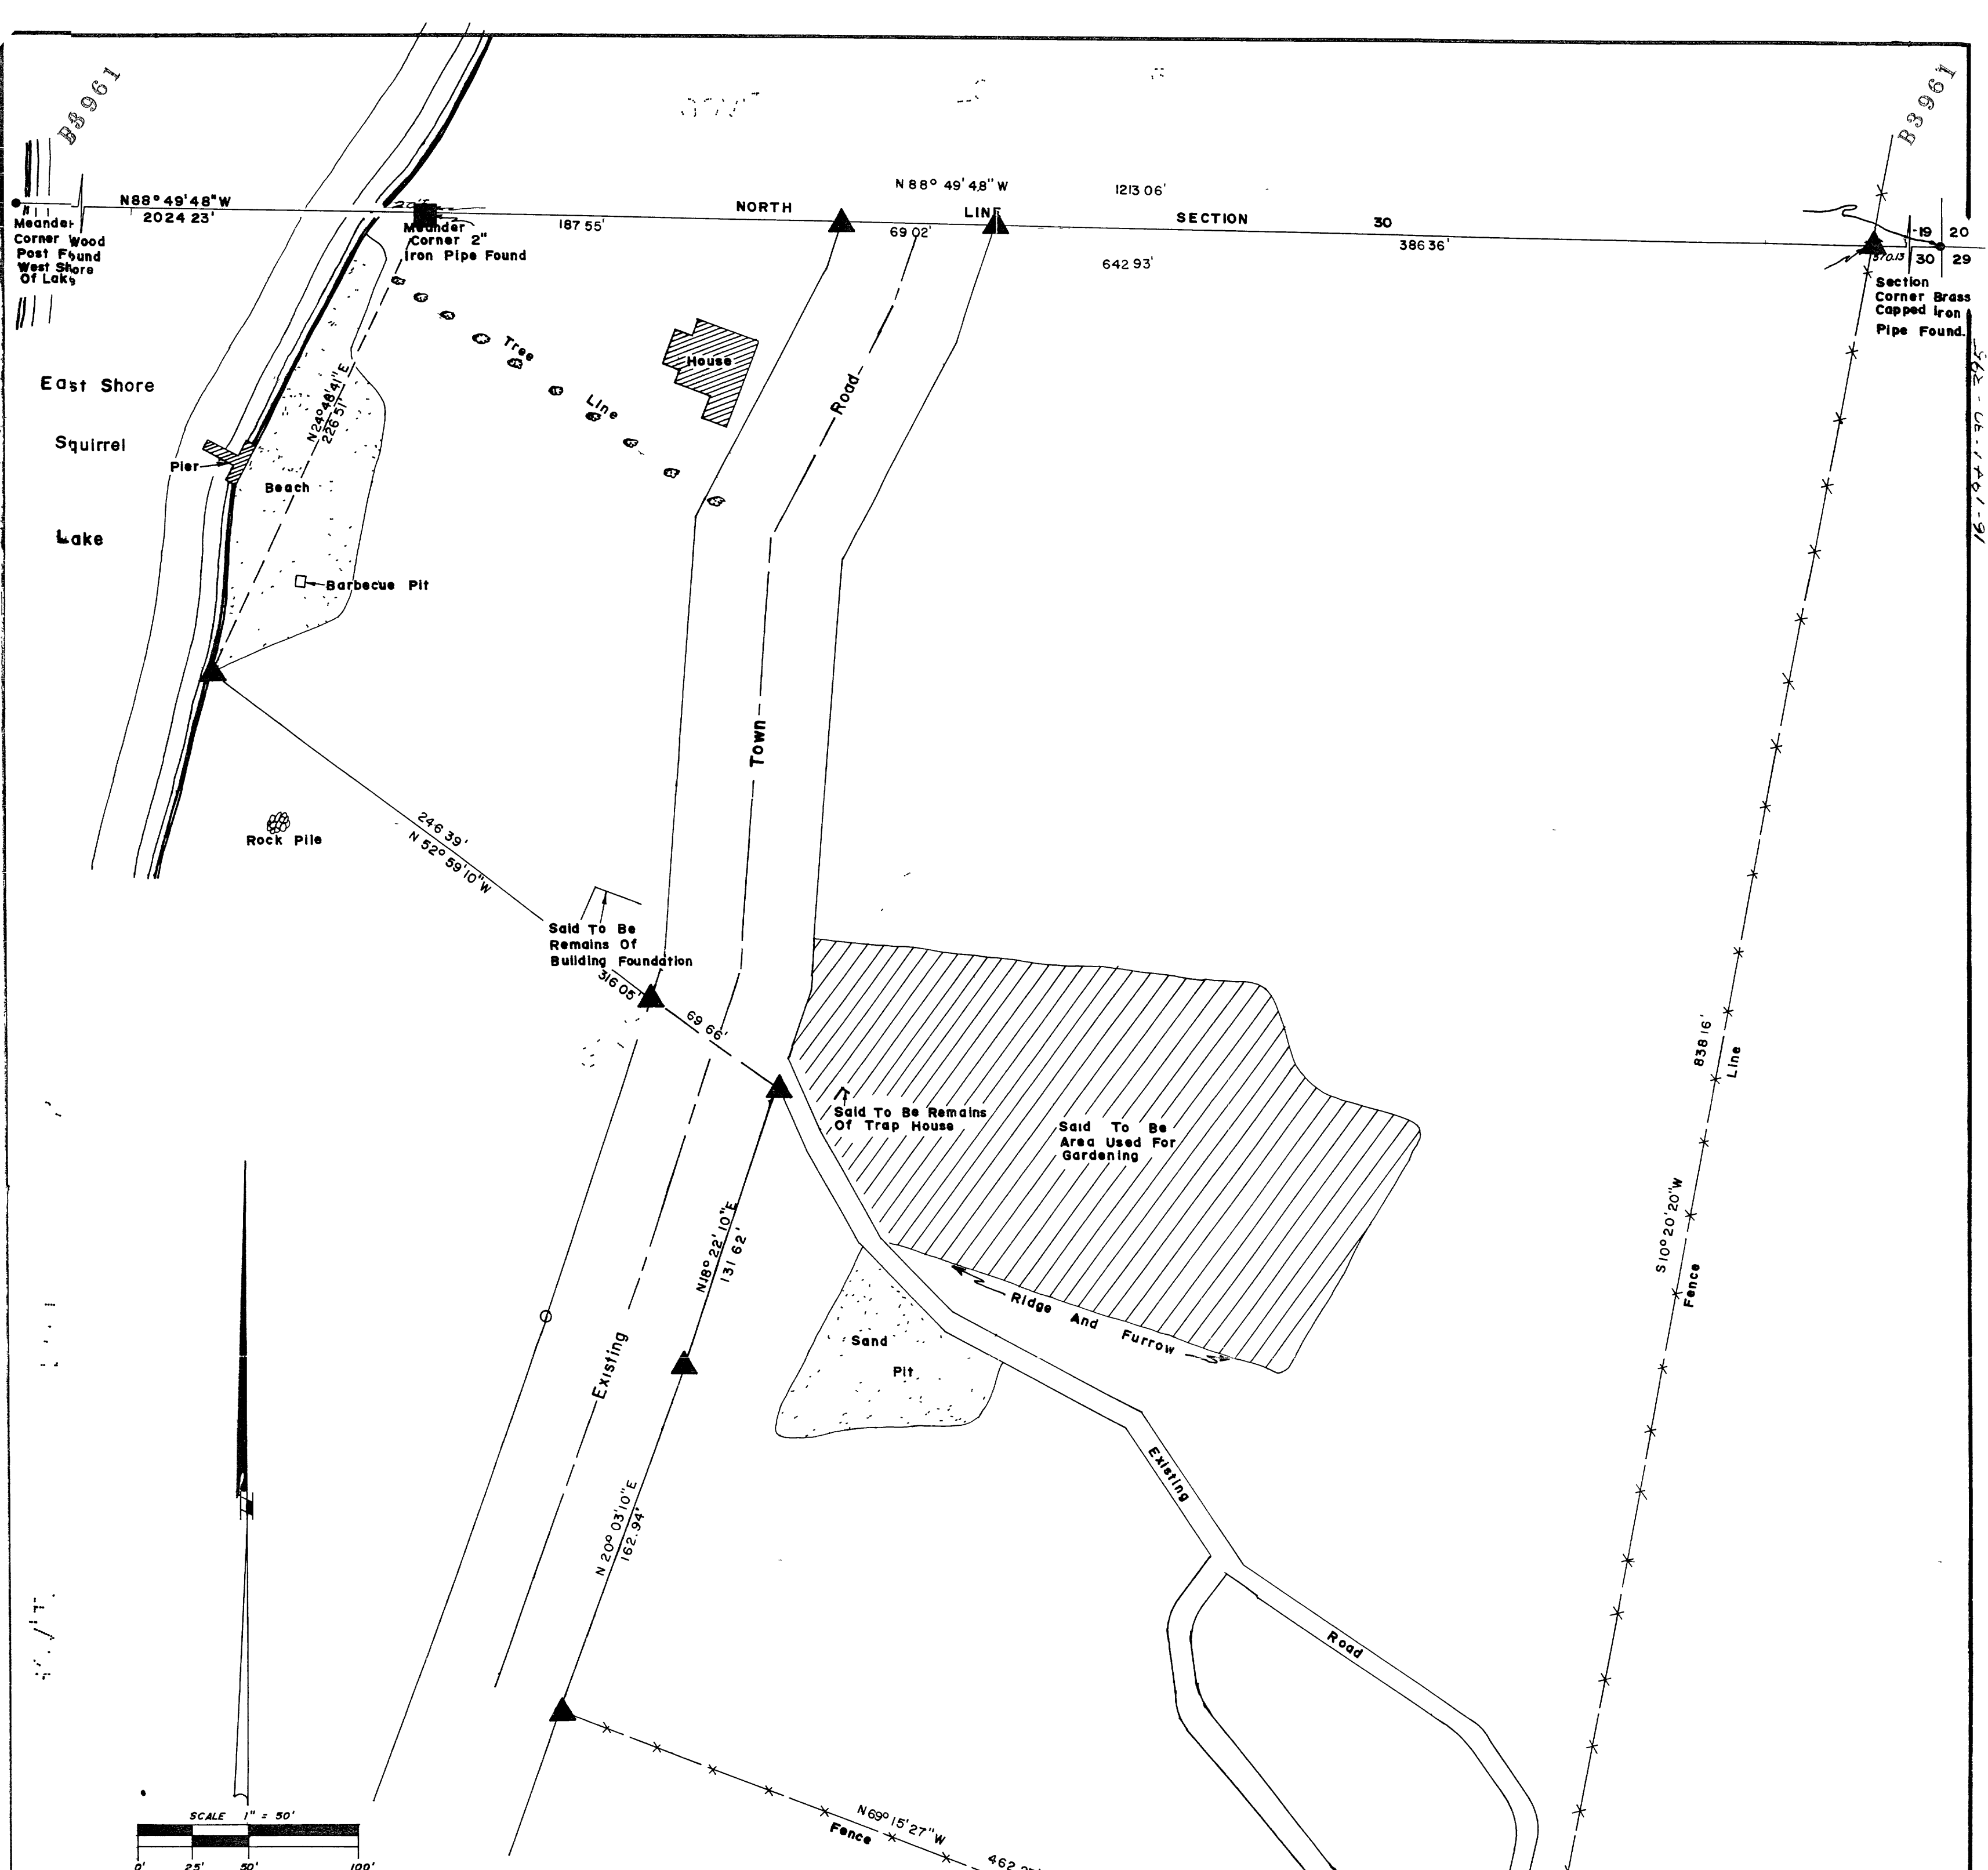 B3961
B3961
N 88° 49' 48" W
1213 06'
N88° 49' 48" W
2024 23'
20'±
187 55'
NORTH
LINE
SECTION
30
69 02'
642 93'
386 36'
570.13
19
20
30
29
Meander
Corner Wood
Post Found
West Shore
Of Lake
Meander
Corner 2"
Iron Pipe Found
Section
Corner Brass
Capped Iron
Pipe Found.
East Shore
Squirrel
Lake
Tree
Line
House
Road
N24° 48' 41" E
226 51'
Pier
Beach
Barbecue Pit
Town
Rock Pile
246 39'
N 52° 59' 10" W
Said To Be
Remains Of
Building Foundation
316 05'
69 66'
838 16'
Line
Said To Be Remains
Of Trap House
Said To Be
Area Used For
Gardening
S 10° 20' 20" W
Fence
N18° 22' 10" E
131 62'
Ridge And Furrow
Sand
Pit
Existing
Existing
N 20° 03' 10" E
162.94'
Road
N 69° 15' 27" W
Fence
SCALE 1" = 50'
0'
25'
50'
100'